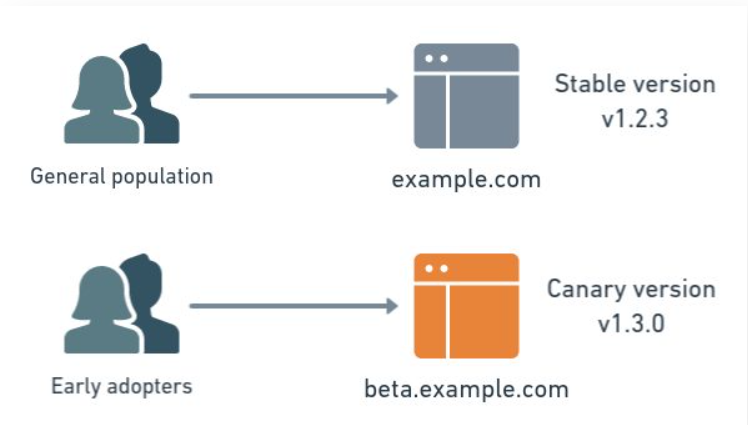 Stable version
v1.2.3
General population
example.com
Canary version
v1.3.0
Early adopters
beta.example.com